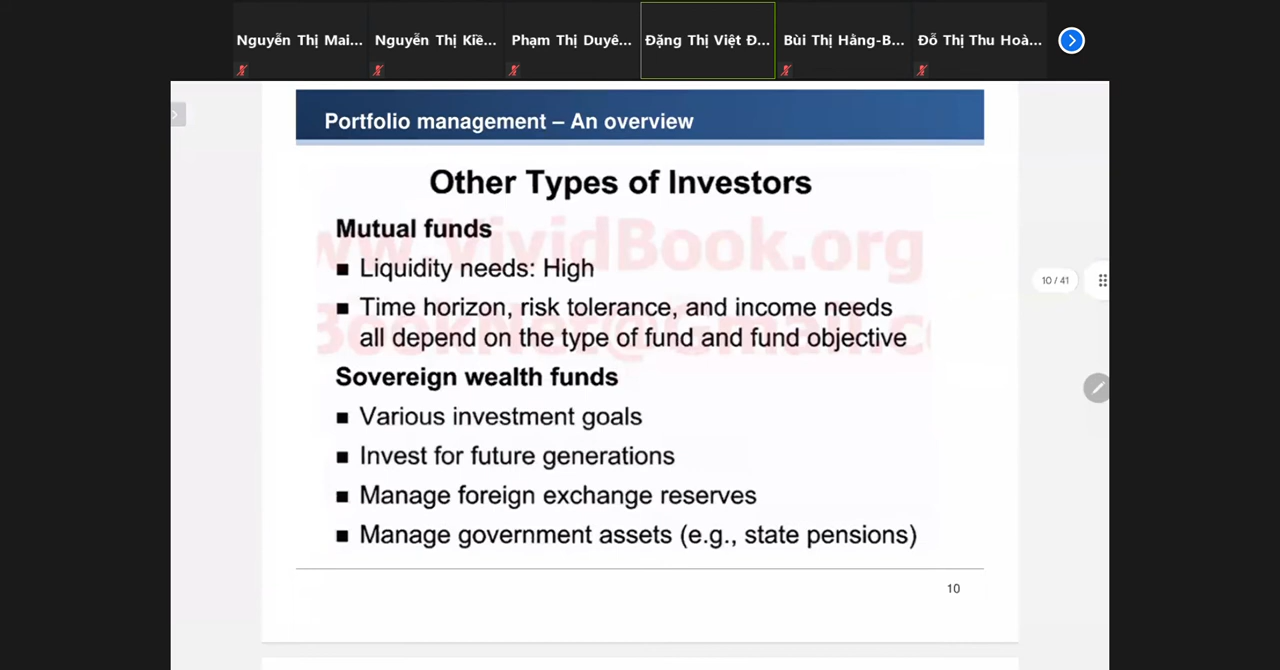 Nguyễn Thị Mai...
Nguyễn Thị Kiề...
Phạm Thị Duyê...
Đặng Thị Việt Đ...
Bùi Thị Hằng-B...
Đỗ Thị Thu Hoà...
Portfolio management – An overview
Other Types of Investors
www.VividBook.org
Mutual funds
■ Liquidity needs: High
10 / 41
■ Time horizon, risk tolerance, and income needs
all depend on the type of fund and fund objective
Sovereign wealth funds
■ Various investment goals
■ Invest for future generations
■ Manage foreign exchange reserves
■ Manage government assets (e.g., state pensions)
10